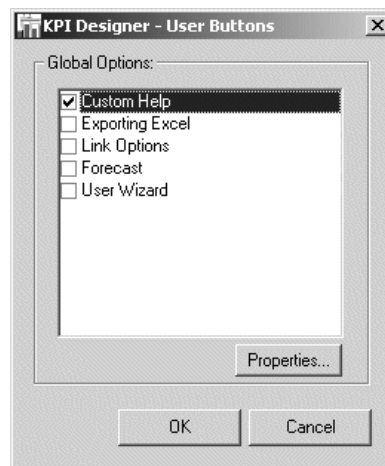 KPI Designer - User Buttons
Global Options:
Custom Help
Exporting Excel
Link Options
Forecast
User Wizard
Properties...
OK
Cancel